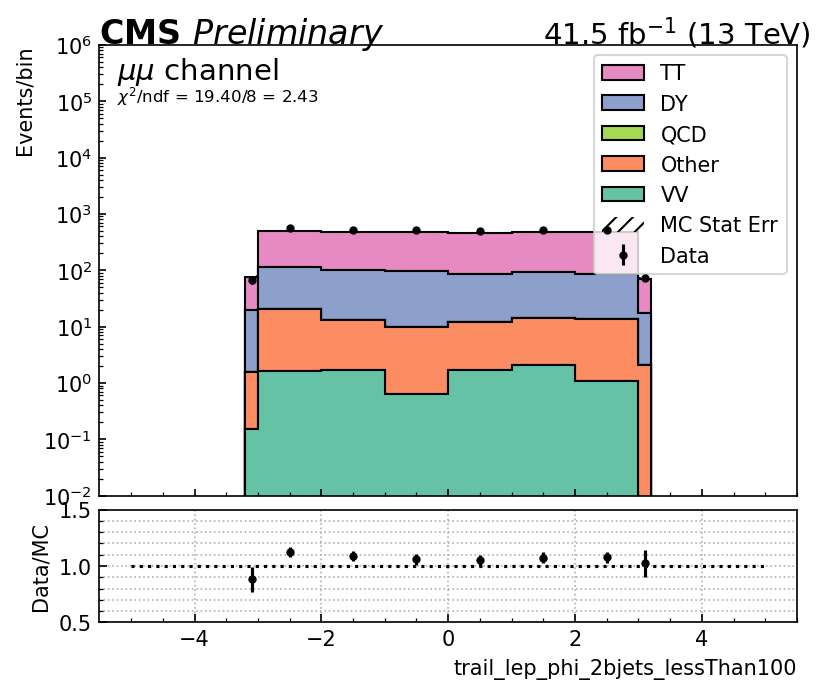 CMS Preliminary 41.5 fb⁻¹ (13 TeV)
Events/bin
10⁶
10⁵
10⁴
10³
10²
10¹
10⁰
10⁻¹
10⁻²
μμ channel
χ²/ndf = 19.40/8 = 2.43
TT
DY
QCD
Other
VV
MC Stat Err
Data
Data/MC
1.5
1.0
0.5
−4 −2 0 2 4
trail_lep_phi_2bjets_lessThan100